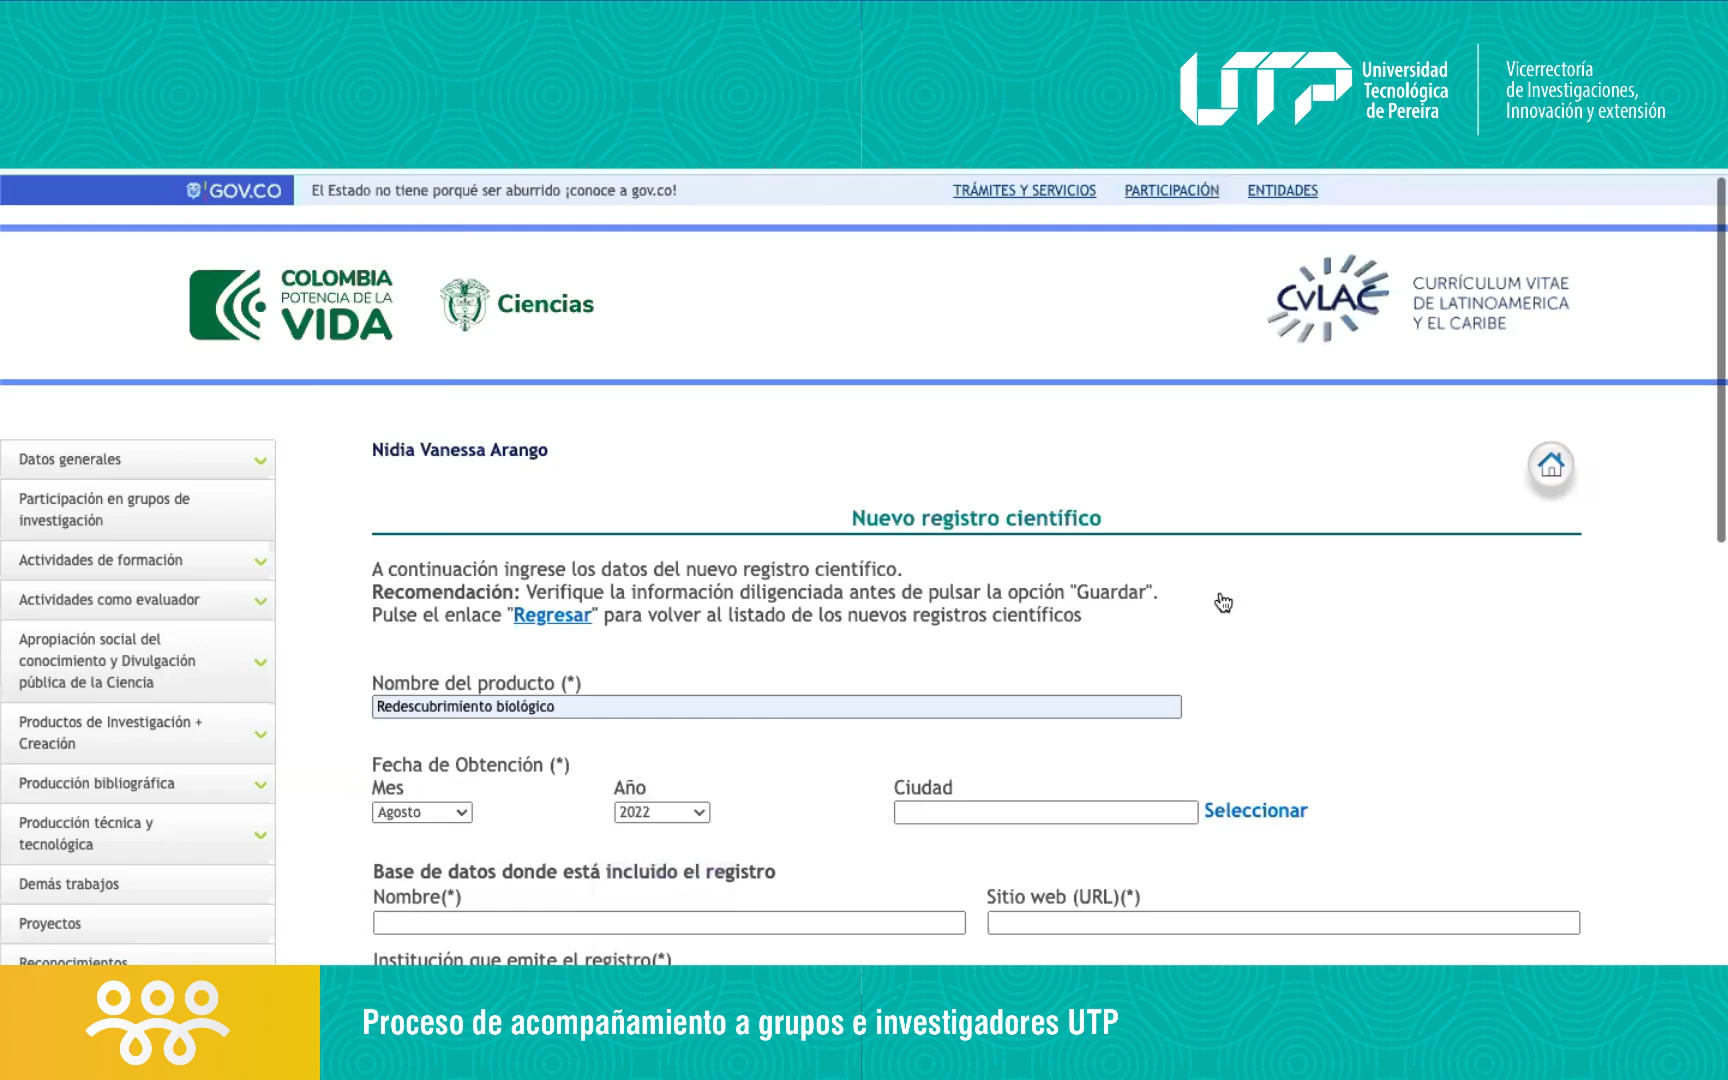 UTP
Universidad
Tecnológica
de Pereira
Vicerrectoría
de Investigaciones,
Innovación y extensión
GOV.CO
El Estado no tiene porqué ser aburrido ¡conoce a gov.co!
TRÁMITES Y SERVICIOS
PARTICIPACIÓN
ENTIDADES
COLOMBIA
POTENCIA DE LA
VIDA
Ciencias
CvLAC
CURRÍCULUM VITAE
DE LATINOAMERICA
Y EL CARIBE
Datos generales
Participación en grupos de
investigación
Actividades de formación
Actividades como evaluador
Apropiación social del
conocimiento y Divulgación
pública de la Ciencia
Productos de Investigación +
Creación
Producción bibliográfica
Producción técnica y
tecnológica
Demás trabajos
Proyectos
Reconocimientos
Nidia Vanessa Arango
Nuevo registro científico
A continuación ingrese los datos del nuevo registro científico.
Recomendación: Verifique la información diligenciada antes de pulsar la opción "Guardar".
Pulse el enlace "Regresar" para volver al listado de los nuevos registros científicos
Nombre del producto (*)
Redescubrimiento biológico
Fecha de Obtención (*)
Mes
Año
Ciudad
Agosto
2022
Seleccionar
Base de datos donde está incluido el registro
Nombre(*)
Sitio web (URL)(*)
Institución que emite el registro(*)
Proceso de acompañamiento a grupos e investigadores UTP